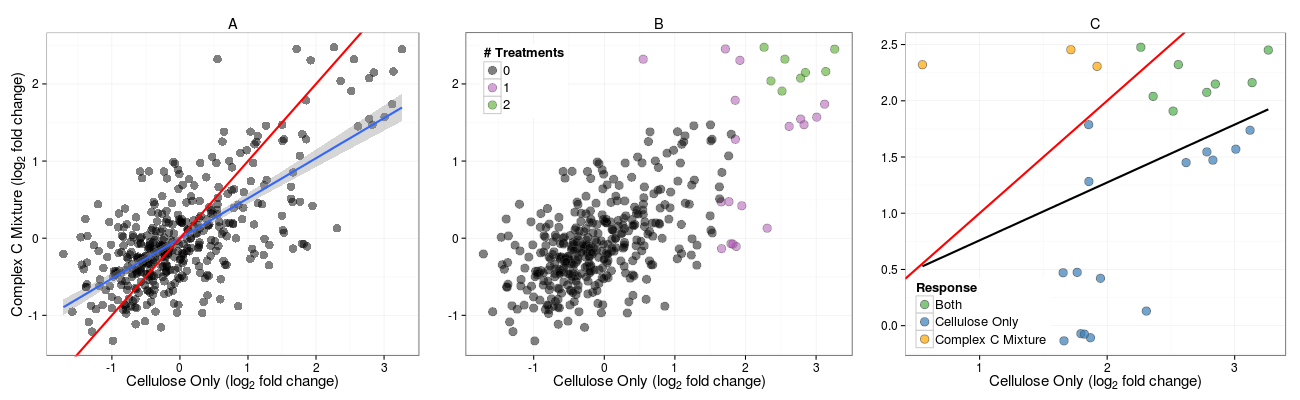 A
B
C
Complex C Mixture (log2 fold change)
2
1
0
-1
-1
0
1
2
3
Cellulose Only (log2 fold change)
# Treatments
0
1
2
2
1
0
-1
-1
0
1
2
3
Cellulose Only (log2 fold change)
2.5
2.0
1.5
1.0
0.5
0.0
Response
Both
Cellulose Only
Complex C Mixture
1
2
3
Cellulose Only (log2 fold change)